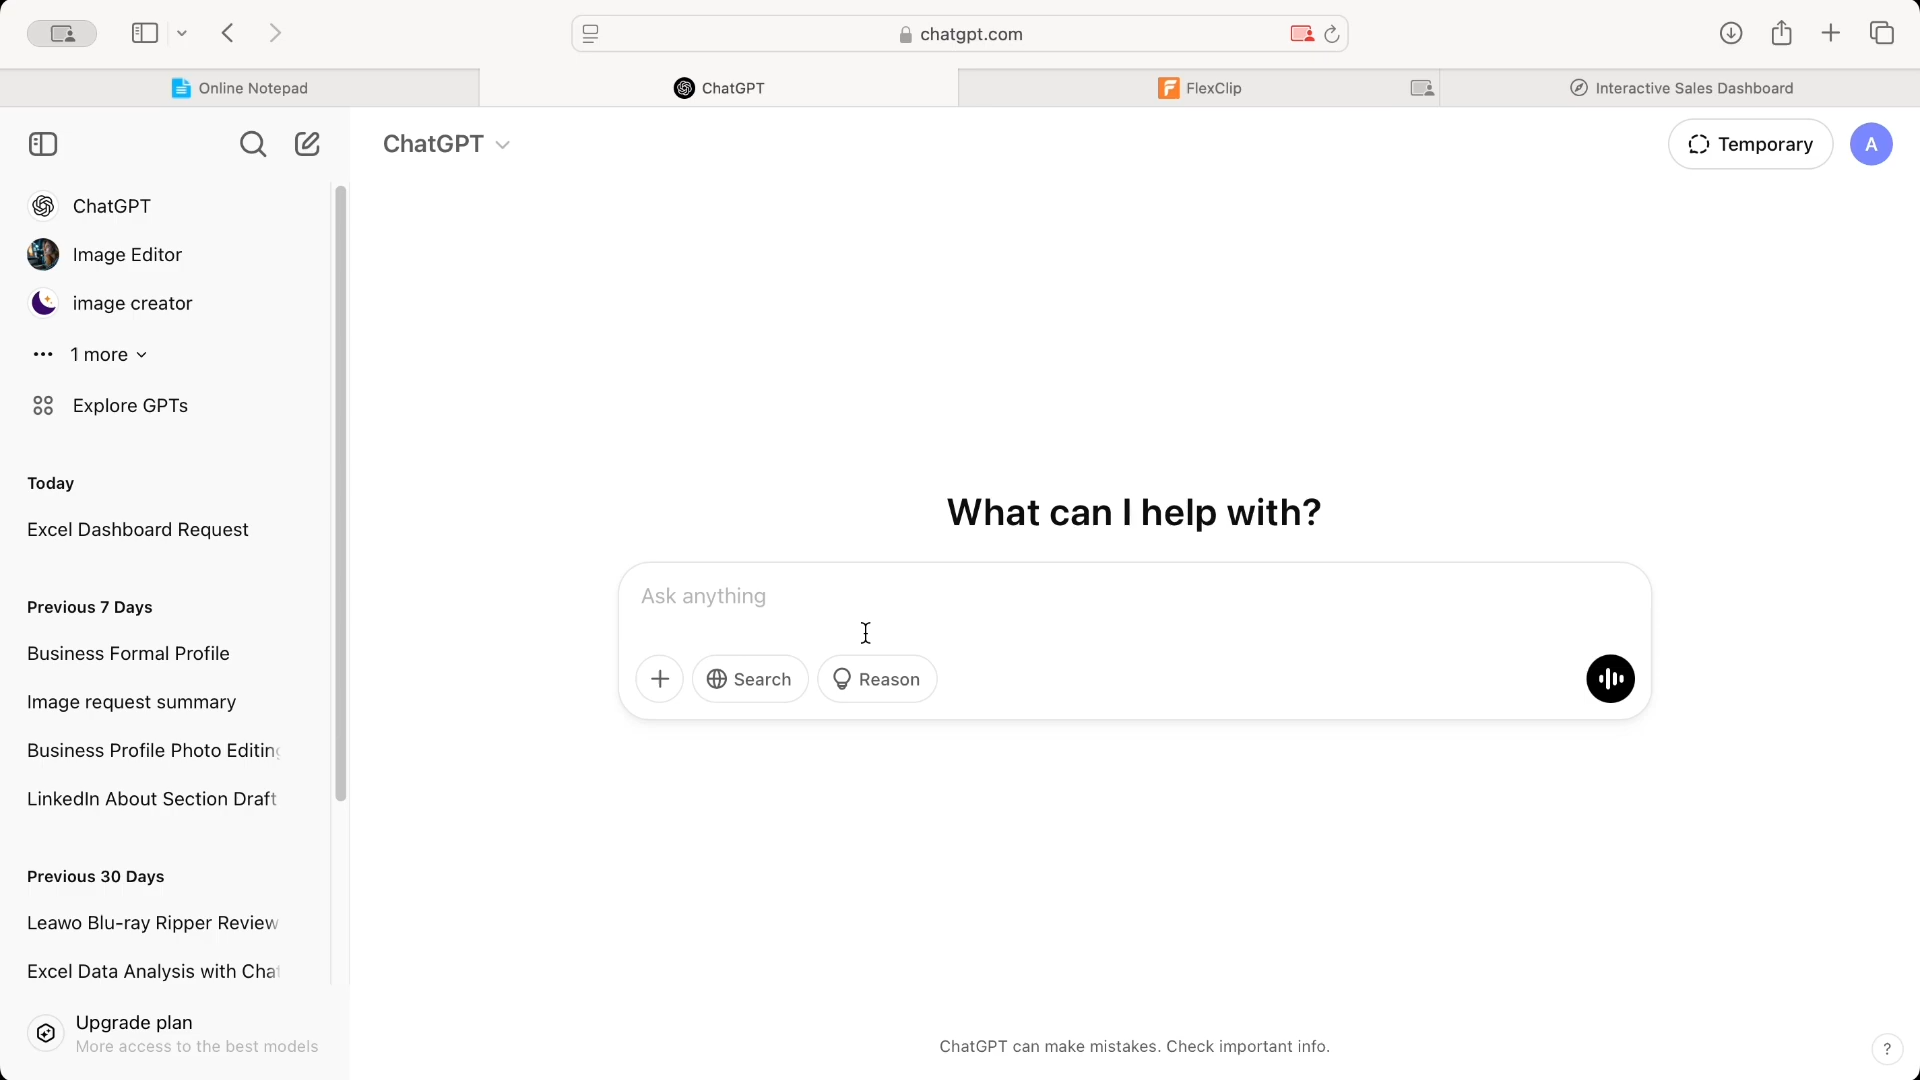 chatgpt.com
Online Notepad
ChatGPT
FlexClip
Interactive Sales Dashboard
ChatGPT
Temporary
A
ChatGPT
Image Editor
image creator
1 more
Explore GPTs
Today
Excel Dashboard Request
Previous 7 Days
Business Formal Profile
Image request summary
Business Profile Photo Editing
LinkedIn About Section Draft
Previous 30 Days
Leawo Blu-ray Ripper Review
Excel Data Analysis with Chat
Upgrade plan
More access to the best models
What can I help with?
Ask anything
Search
Reason
ChatGPT can make mistakes. Check important info.
?